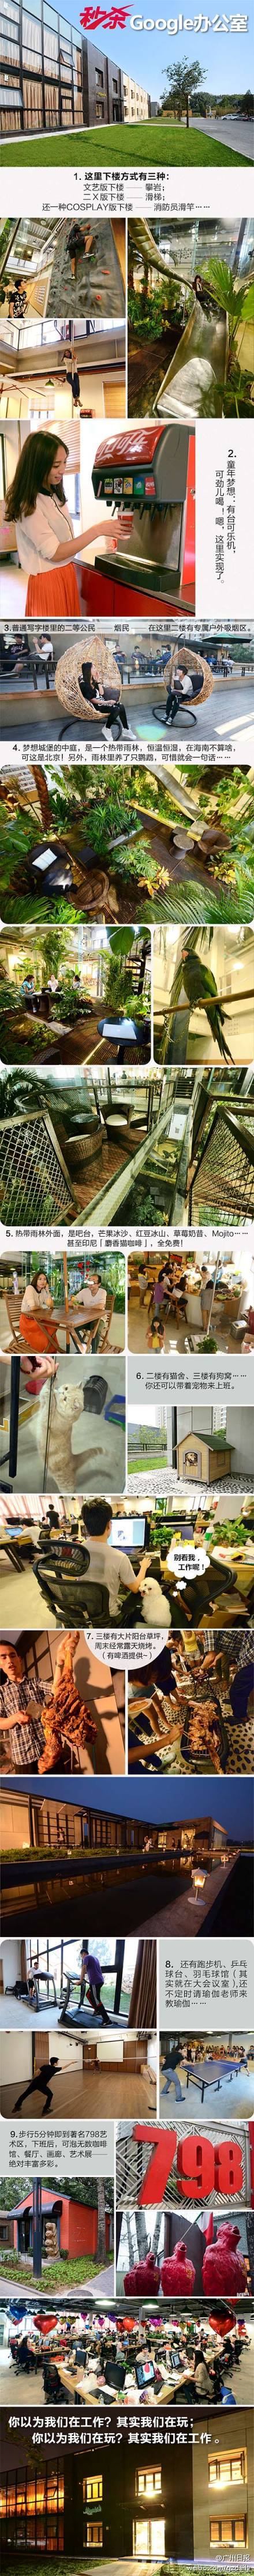 秒杀Google办公室
1. 这里下楼方式有三种：
文艺版下楼 —— 攀岩；
二X版下楼 —— 滑梯；
还一种COSPLAY版下楼 —— 消防员滑竿……
2.
童年梦想：有台可乐机，
可劲儿喝！嗯，这里实现了。
3.普通写字楼里的二等公民 —— 烟民 —— 在这里二楼有专属户外吸烟区。
4. 梦想城堡的中庭，是一个热带雨林，恒温恒湿，在海南不算啥，
可这是北京！另外，雨林里养了只鹦鹉，可惜就会一句话……
5. 热带雨林外面，是吧台，芒果冰沙、红豆冰山、草莓奶昔、Mojito……
甚至印尼「麝香猫咖啡」，全免费！
6. 二楼有猫舍、三楼有狗窝……
你还可以带着宠物来上班。
别看我，
工作呢！
7. 三楼有大片阳台草坪，
周末经常露天烧烤。
（有啤酒提供~）
8. 还有跑步机、乒乓
球台、羽毛球馆（其
实就在大会议室），还
不定时请瑜伽老师来
教瑜伽……
9.步行5分钟即到著名798艺
术区，下班后，可泡无数咖啡
馆、餐厅、画廊、艺术展——
绝对丰富多彩。
798
你以为我们在工作？其实我们在玩；
你以为我们在玩？其实我们在工作。
@广州日报